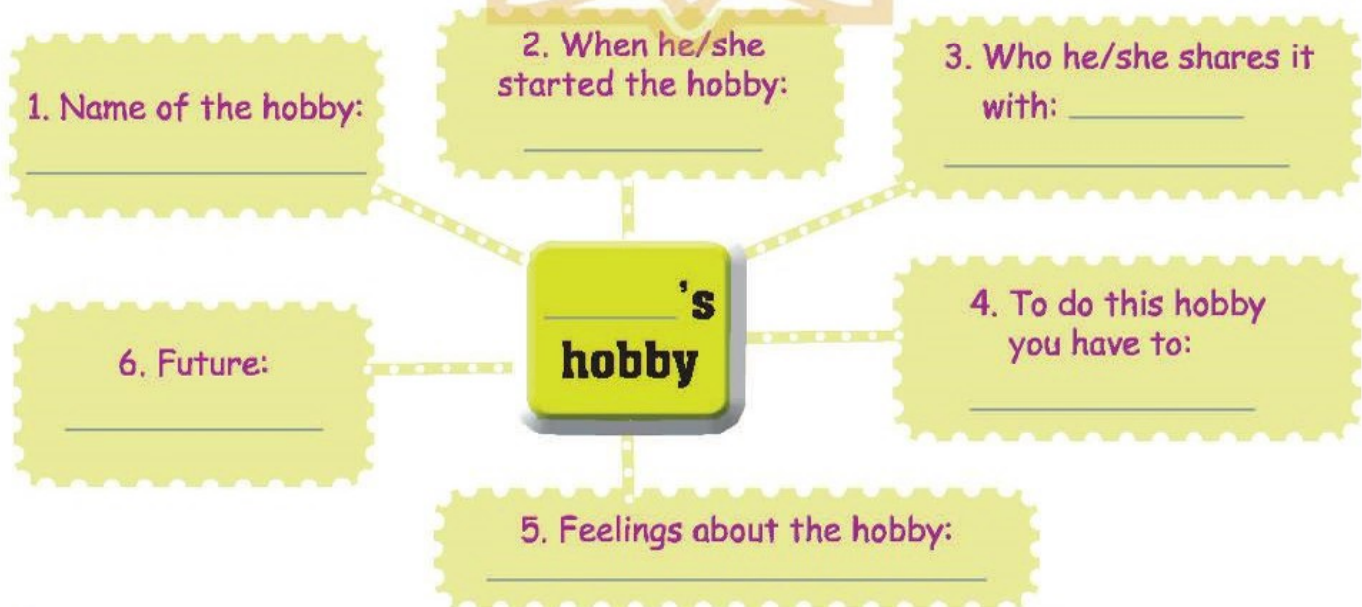 1. Name of the hobby:
2. When he/she
started the hobby:
3. Who he/she shares it
with:
4. To do this hobby
you have to:
5. Feelings about the hobby:
6. Future:
's
hobby